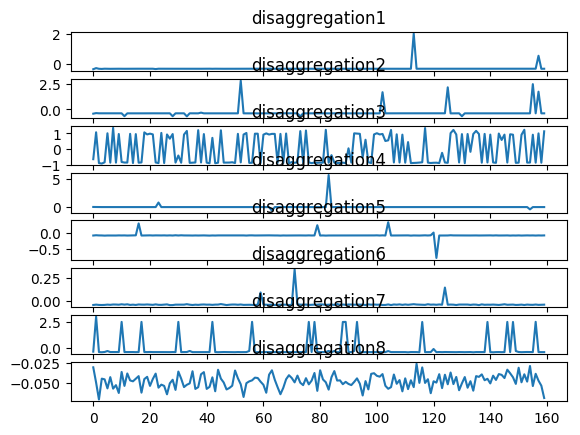 disaggregation1
2
0
disaggregation2
2.5
0.0
disaggregation3
1
0
−1
disaggregation4
5
0
disaggregation5
0.0
−0.5
disaggregation6
0.25
0.00
disaggregation7
2.5
0.0
disaggregation8
−0.025
−0.050
0 20 40 60 80 100 120 140 160